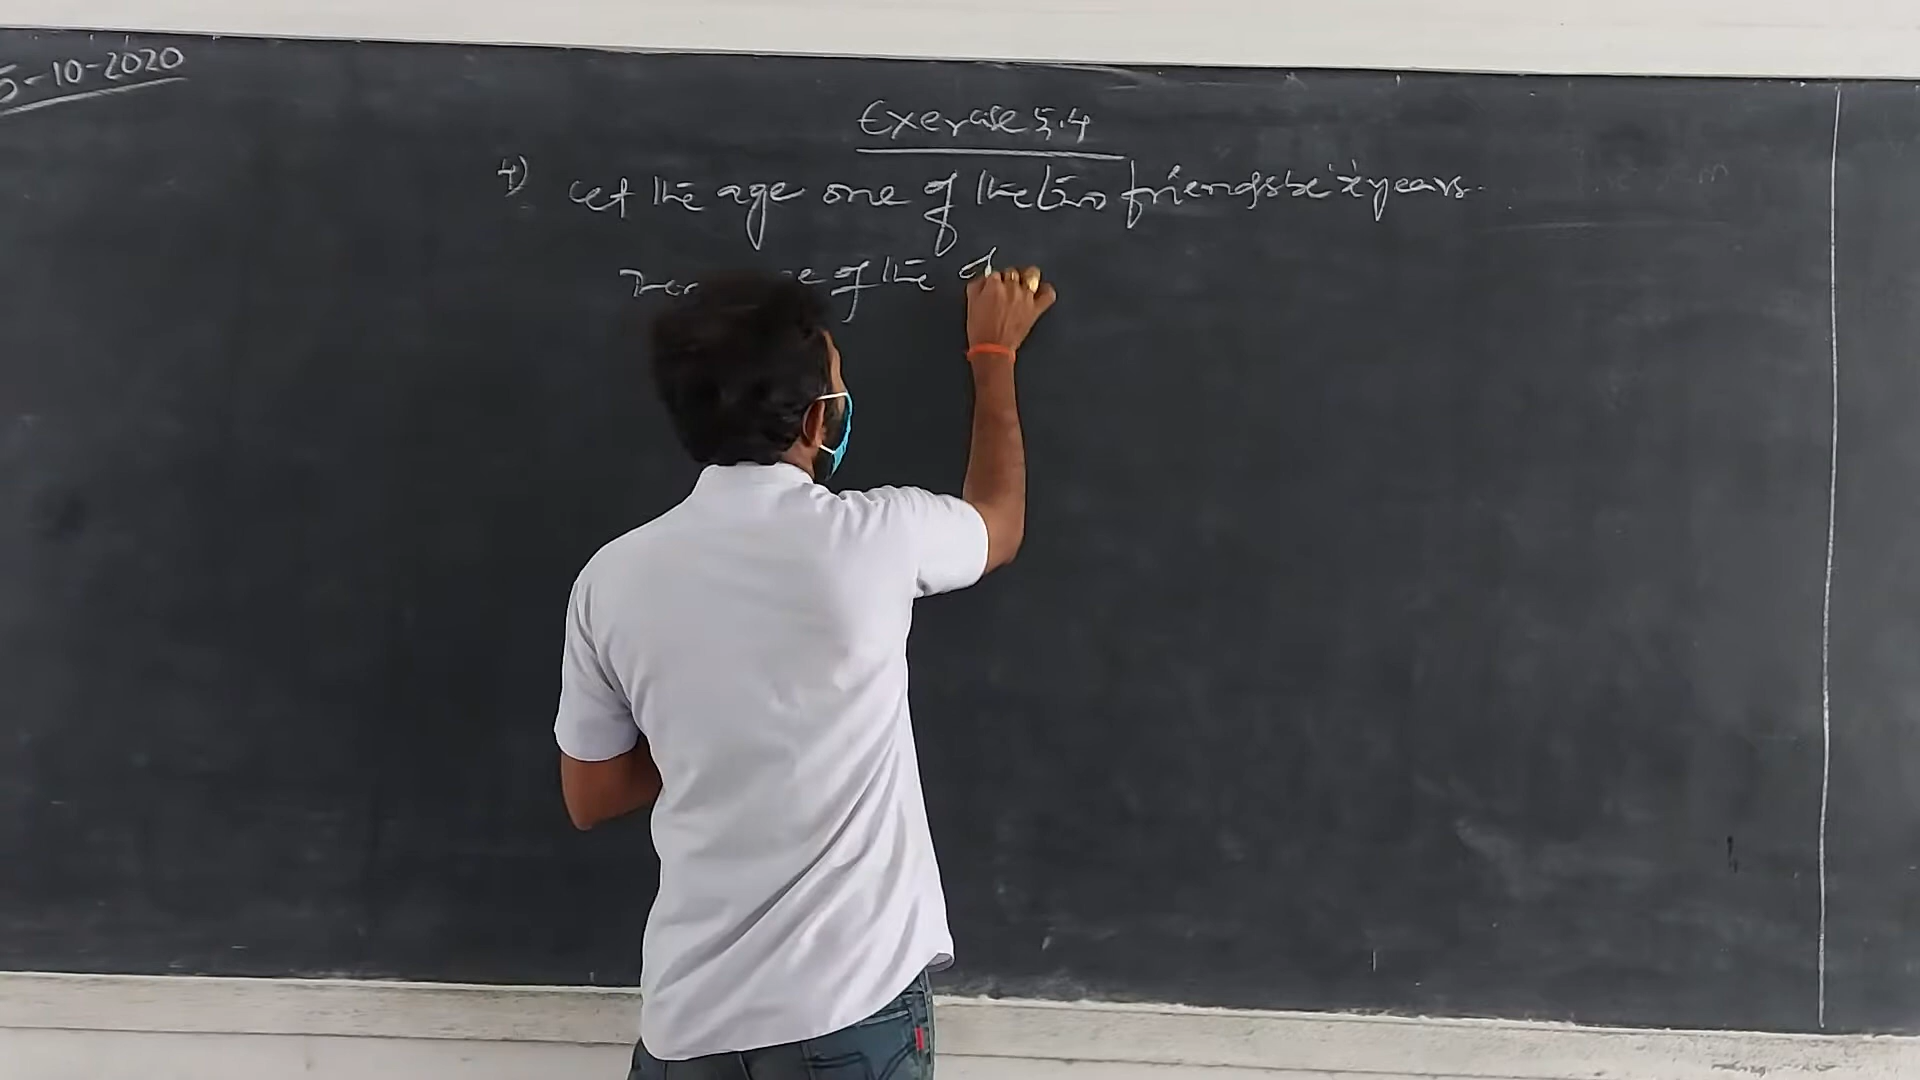 5-10-2020
Exercise 5.4
4) Let the age one of the two friends be 'x' years.
of the